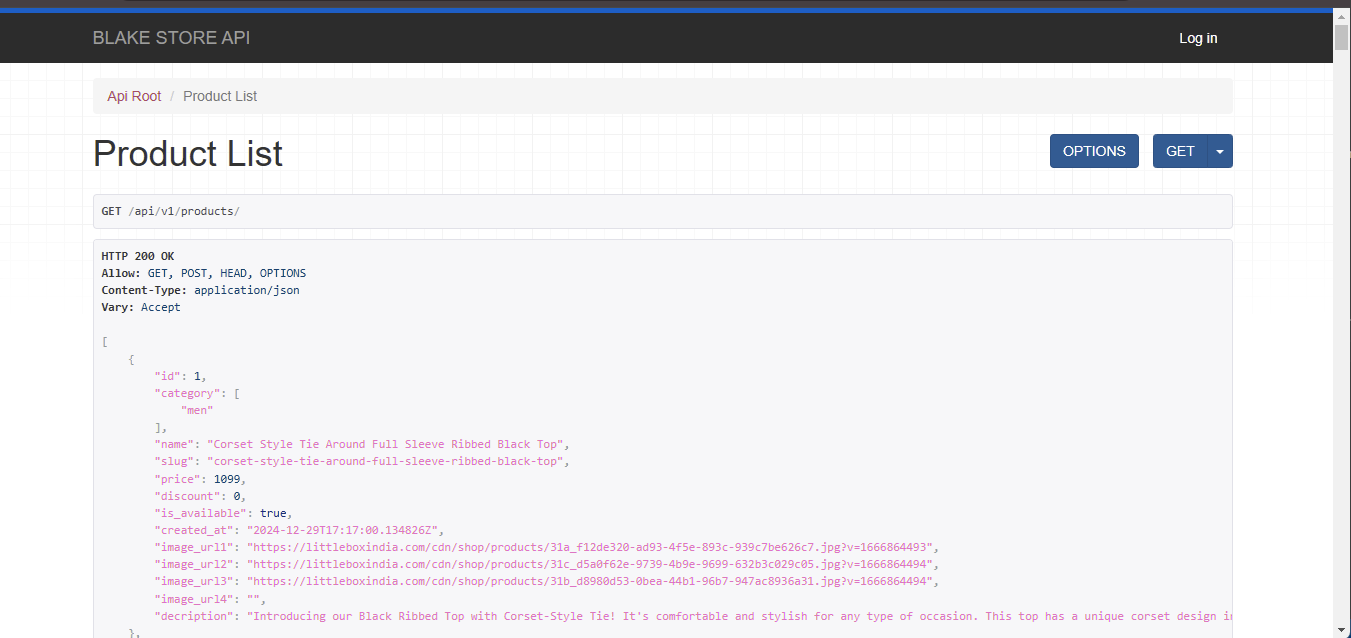 BLAKE STORE API
Log in
Api Root / Product List
Product List
OPTIONS
GET
GET /api/v1/products/
HTTP 200 OK
Allow: GET, POST, HEAD, OPTIONS
Content-Type: application/json
Vary: Accept
[
{
"id": 1,
"category": [
"men"
],
"name": "Corset Style Tie Around Full Sleeve Ribbed Black Top",
"slug": "corset-style-tie-around-full-sleeve-ribbed-black-top",
"price": 1099,
"discount": 0,
"is_available": true,
"created_at": "2024-12-29T17:17:00.134826Z",
"image_url1": "https://littleboxindia.com/cdn/shop/products/31a_f12de320-ad93-4f5e-893c-939c7be626c7.jpg?v=1666864493",
"image_url2": "https://littleboxindia.com/cdn/shop/products/31c_d5a0f62e-9739-4b9e-9699-632b3c029c05.jpg?v=1666864494",
"image_url3": "https://littleboxindia.com/cdn/shop/products/31b_d8980d53-0bea-44b1-96b7-947ac8936a31.jpg?v=1666864494",
"image_url4": "",
"decription": "Introducing our Black Ribbed Top with Corset-Style Tie! It's comfortable and stylish for any type of occasion. This top has a unique corset design i
},